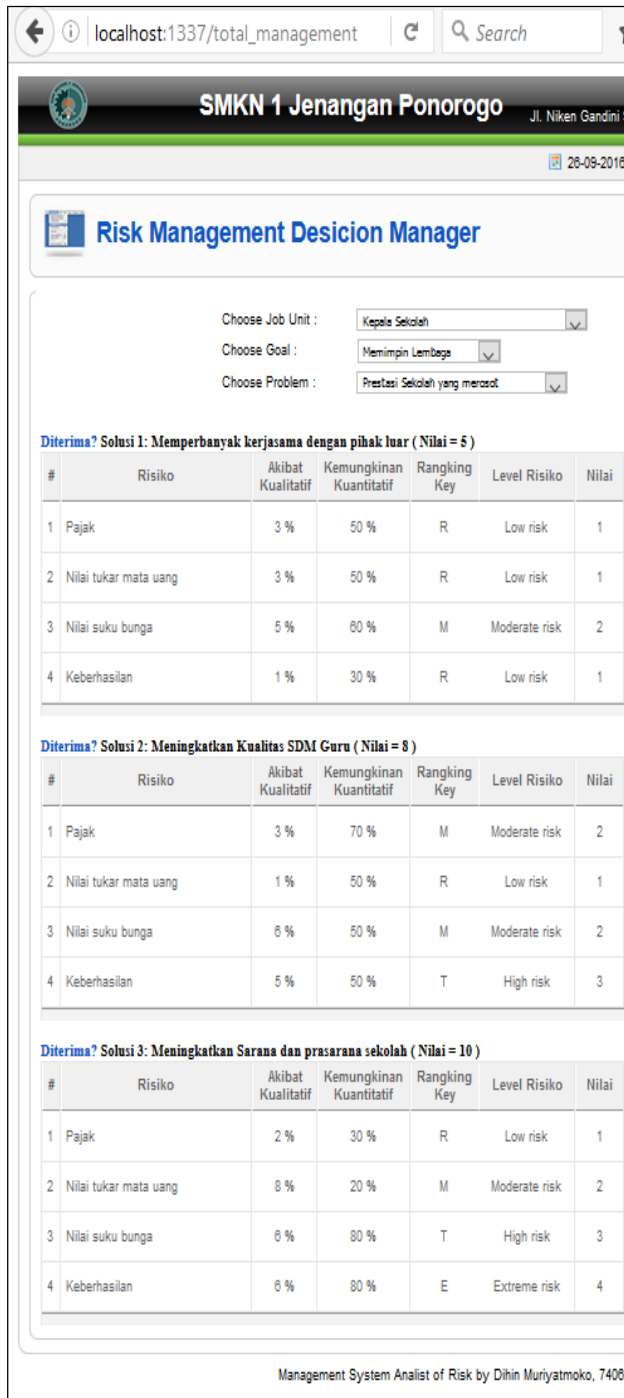 localhost:1337/total_management
Search
SMKN 1 Jenangan Ponorogo
Jl. Niken Gandini
26-09-2016
Risk Management Desicion Manager
Choose Job Unit : Kepala Sekolah
Choose Goal : Memimpin Lembaga
Choose Problem : Prestasi Sekolah yang merosot
Diterima? Solusi 1: Memperbanyak kerjasama dengan pihak luar ( Nilai = 5 )
# Risiko Akibat Kualitatif Kemungkinan Kuantitatif Rangking Key Level Risiko Nilai
1 Pajak 3 % 50 % R Low risk 1
2 Nilai tukar mata uang 3 % 50 % R Low risk 1
3 Nilai suku bunga 5 % 60 % M Moderate risk 2
4 Keberhasilan 1 % 30 % R Low risk 1
Diterima? Solusi 2: Meningkatkan Kualitas SDM Guru ( Nilai = 8 )
# Risiko Akibat Kualitatif Kemungkinan Kuantitatif Rangking Key Level Risiko Nilai
1 Pajak 3 % 70 % M Moderate risk 2
2 Nilai tukar mata uang 1 % 50 % R Low risk 1
3 Nilai suku bunga 6 % 50 % M Moderate risk 2
4 Keberhasilan 5 % 50 % T High risk 3
Diterima? Solusi 3: Meningkatkan Sarana dan prasarana sekolah ( Nilai = 10 )
# Risiko Akibat Kualitatif Kemungkinan Kuantitatif Rangking Key Level Risiko Nilai
1 Pajak 2 % 30 % R Low risk 1
2 Nilai tukar mata uang 8 % 20 % M Moderate risk 2
3 Nilai suku bunga 6 % 80 % T High risk 3
4 Keberhasilan 6 % 80 % E Extreme risk 4
Management System Analist of Risk by Dihin Muriyatmoko, 7406